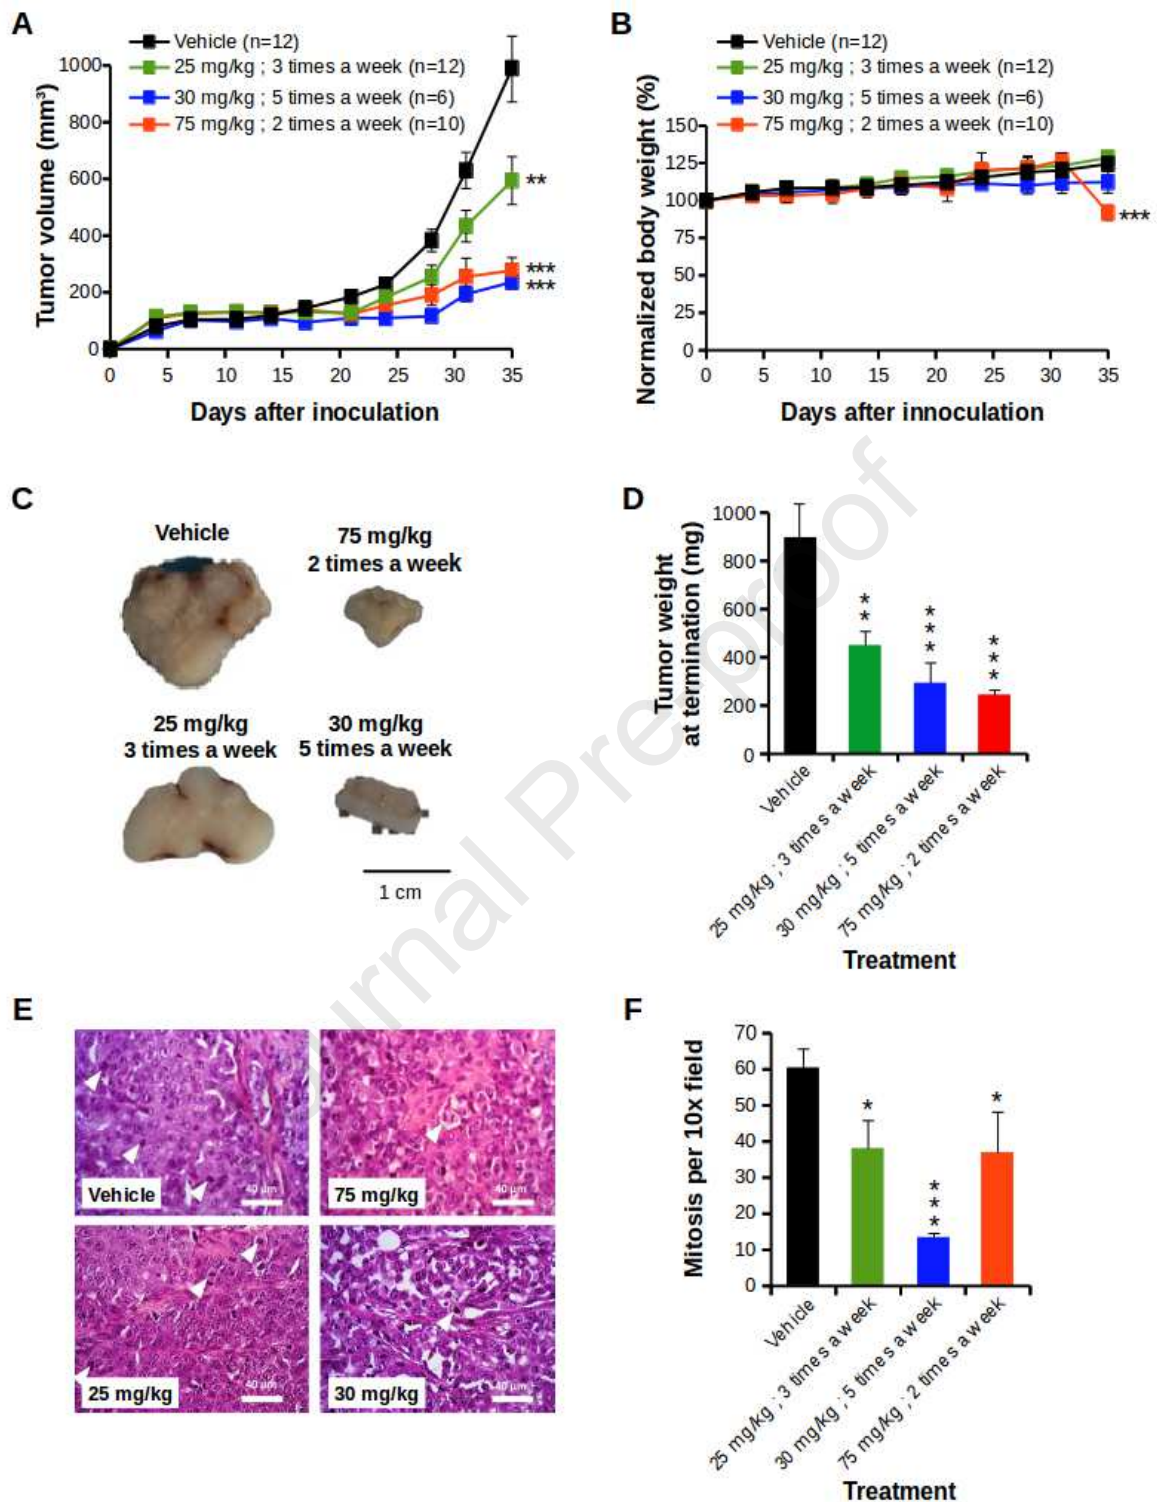 A
Vehicle (n=12)
25 mg/kg ; 3 times a week (n=12)
30 mg/kg ; 5 times a week (n=6)
75 mg/kg ; 2 times a week (n=10)
Tumor volume (mm³)
1000
800
600
400
200
0
**
***
***
0 5 10 15 20 25 30 35
Days after inoculation
B
Vehicle (n=12)
25 mg/kg ; 3 times a week (n=12)
30 mg/kg ; 5 times a week (n=6)
75 mg/kg ; 2 times a week (n=10)
Normalized body weight (%)
150
125
100
75
50
25
0
***
0 5 10 15 20 25 30 35
Days after innoculation
C
Vehicle
75 mg/kg
2 times a week
25 mg/kg
3 times a week
30 mg/kg
5 times a week
1 cm
D
Tumor weight
at termination (mg)
1000
800
600
400
200
0
**
***
***
Vehicle
25 mg/kg ; 3 times a week
30 mg/kg ; 5 times a week
75 mg/kg ; 2 times a week
Treatment
E
Vehicle
40 µm
75 mg/kg
40 µm
25 mg/kg
40 µm
30 mg/kg
40 µm
F
Mitosis per 10x field
70
60
50
40
30
20
10
0
*
***
*
Vehicle
25 mg/kg ; 3 times a week
30 mg/kg ; 5 times a week
75 mg/kg ; 2 times a week
Treatment
Journal Pre-proof